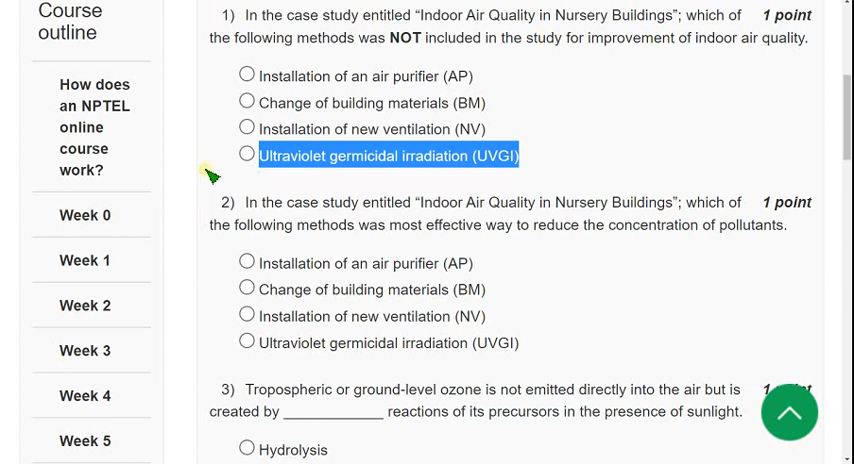 Course
outline
How does
an NPTEL
online
course
work?
Week 0
Week 1
Week 2
Week 3
Week 4
Week 5
1) In the case study entitled “Indoor Air Quality in Nursery Buildings”; which of 1 point
the following methods was NOT included in the study for improvement of indoor air quality.
Installation of an air purifier (AP)
Change of building materials (BM)
Installation of new ventilation (NV)
Ultraviolet germicidal irradiation (UVGI)
2) In the case study entitled “Indoor Air Quality in Nursery Buildings”; which of 1 point
the following methods was most effective way to reduce the concentration of pollutants.
Installation of an air purifier (AP)
Change of building materials (BM)
Installation of new ventilation (NV)
Ultraviolet germicidal irradiation (UVGI)
3) Tropospheric or ground-level ozone is not emitted directly into the air but is
created by ____________ reactions of its precursors in the presence of sunlight.
Hydrolysis